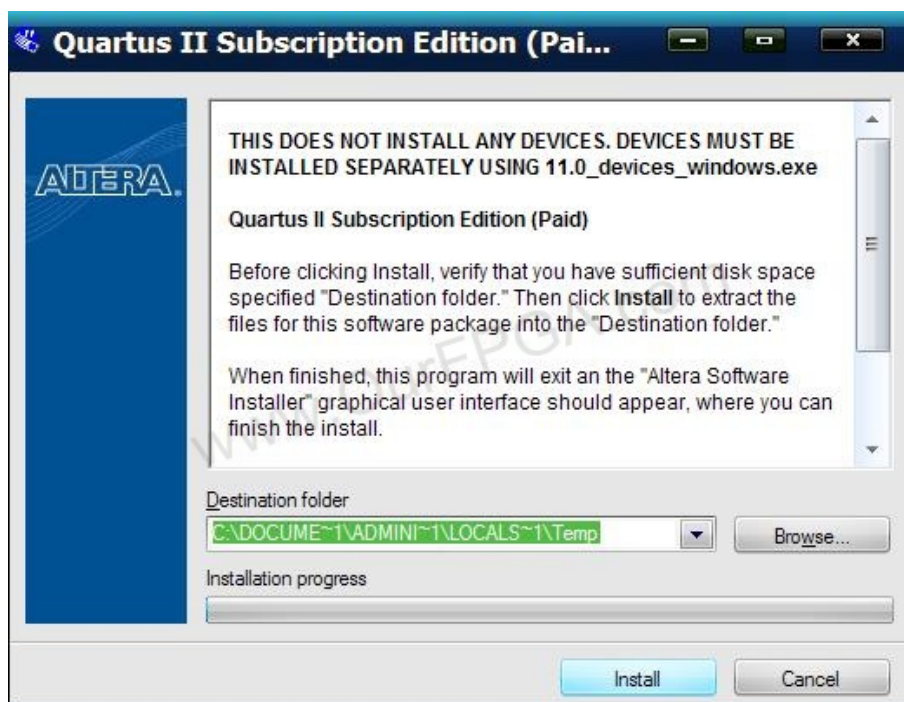 Quartus II Subscription Edition (Pai...
ALTERA.
THIS DOES NOT INSTALL ANY DEVICES. DEVICES MUST BE
INSTALLED SEPARATELY USING 11.0_devices_windows.exe
Quartus II Subscription Edition (Paid)
Before clicking Install, verify that you have sufficient disk space
specified "Destination folder." Then click Install to extract the
files for this software package into the "Destination folder."
When finished, this program will exit an the "Altera Software
Installer" graphical user interface should appear, where you can
finish the install.
www.OurFPGA.com
Destination folder
C:\DOCUME~1\ADMINI~1\LOCALS~1\Temp
Browse...
Installation progress
Install
Cancel